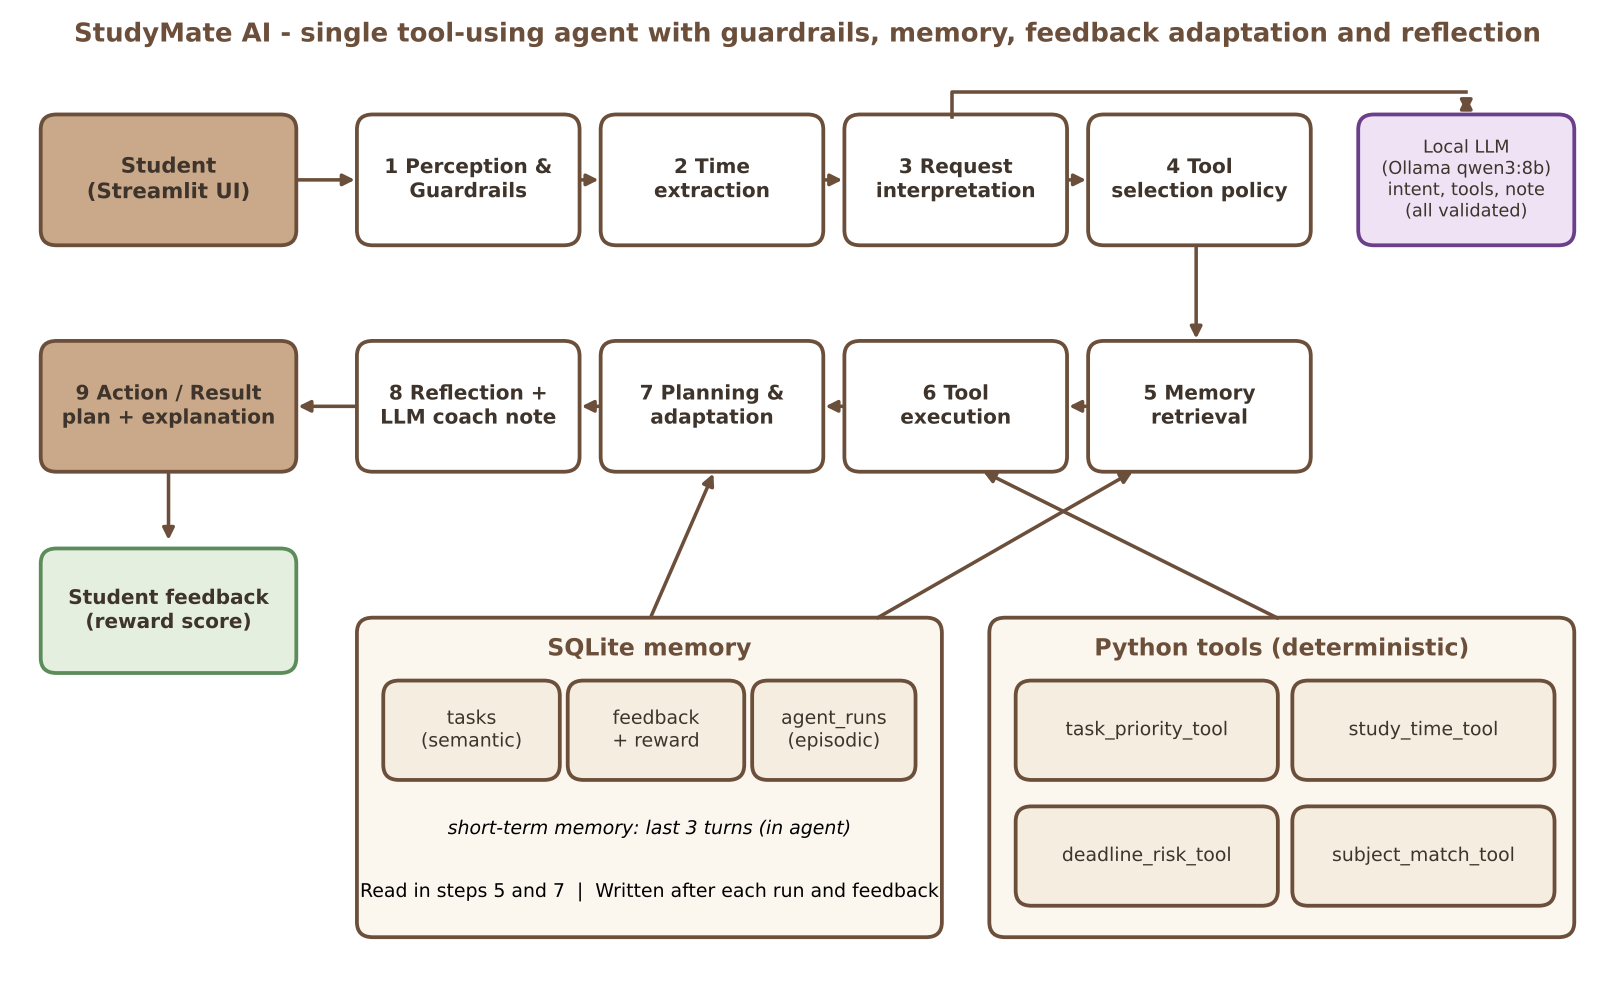 StudyMate AI - single tool-using agent with guardrails, memory, feedback adaptation and reflection
Student
(Streamlit UI)
1 Perception &
Guardrails
2 Time
extraction
3 Request
interpretation
4 Tool
selection policy
Local LLM
(Ollama qwen3:8b)
intent, tools, note
(all validated)
9 Action / Result
plan + explanation
8 Reflection +
LLM coach note
7 Planning &
adaptation
6 Tool
execution
5 Memory
retrieval
Student feedback
(reward score)
SQLite memory
tasks
(semantic)
feedback
+ reward
agent_runs
(episodic)
short-term memory: last 3 turns (in agent)
Read in steps 5 and 7 | Written after each run and feedback
Python tools (deterministic)
task_priority_tool
study_time_tool
deadline_risk_tool
subject_match_tool